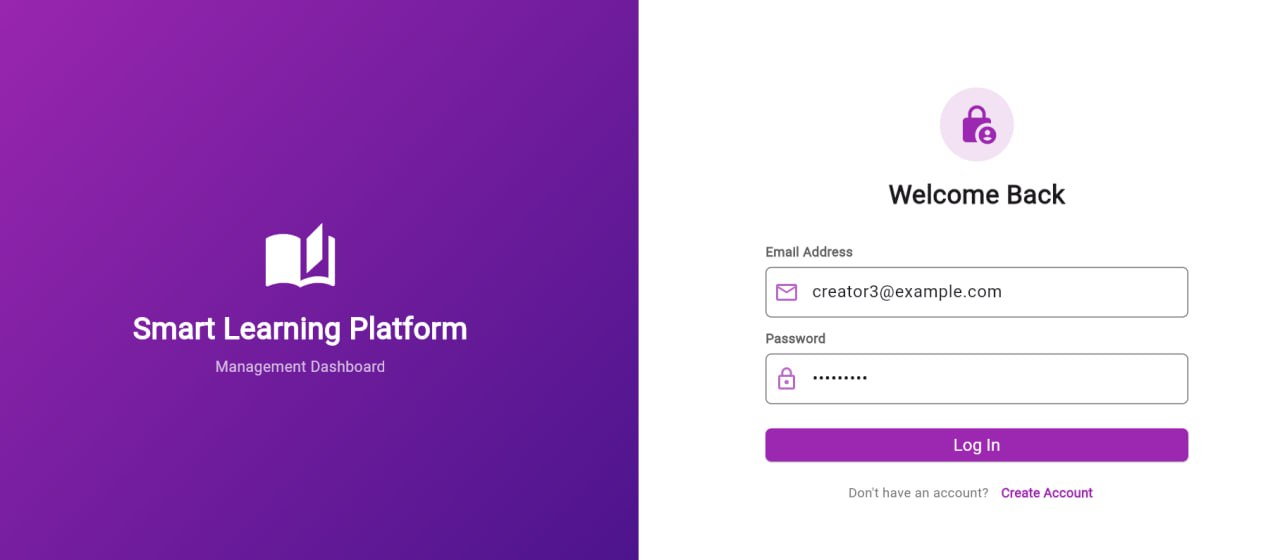 Smart Learning Platform
Management Dashboard
Welcome Back
Email Address
creator3@example.com
Password
•••••••••
Log In
Don't have an account? Create Account